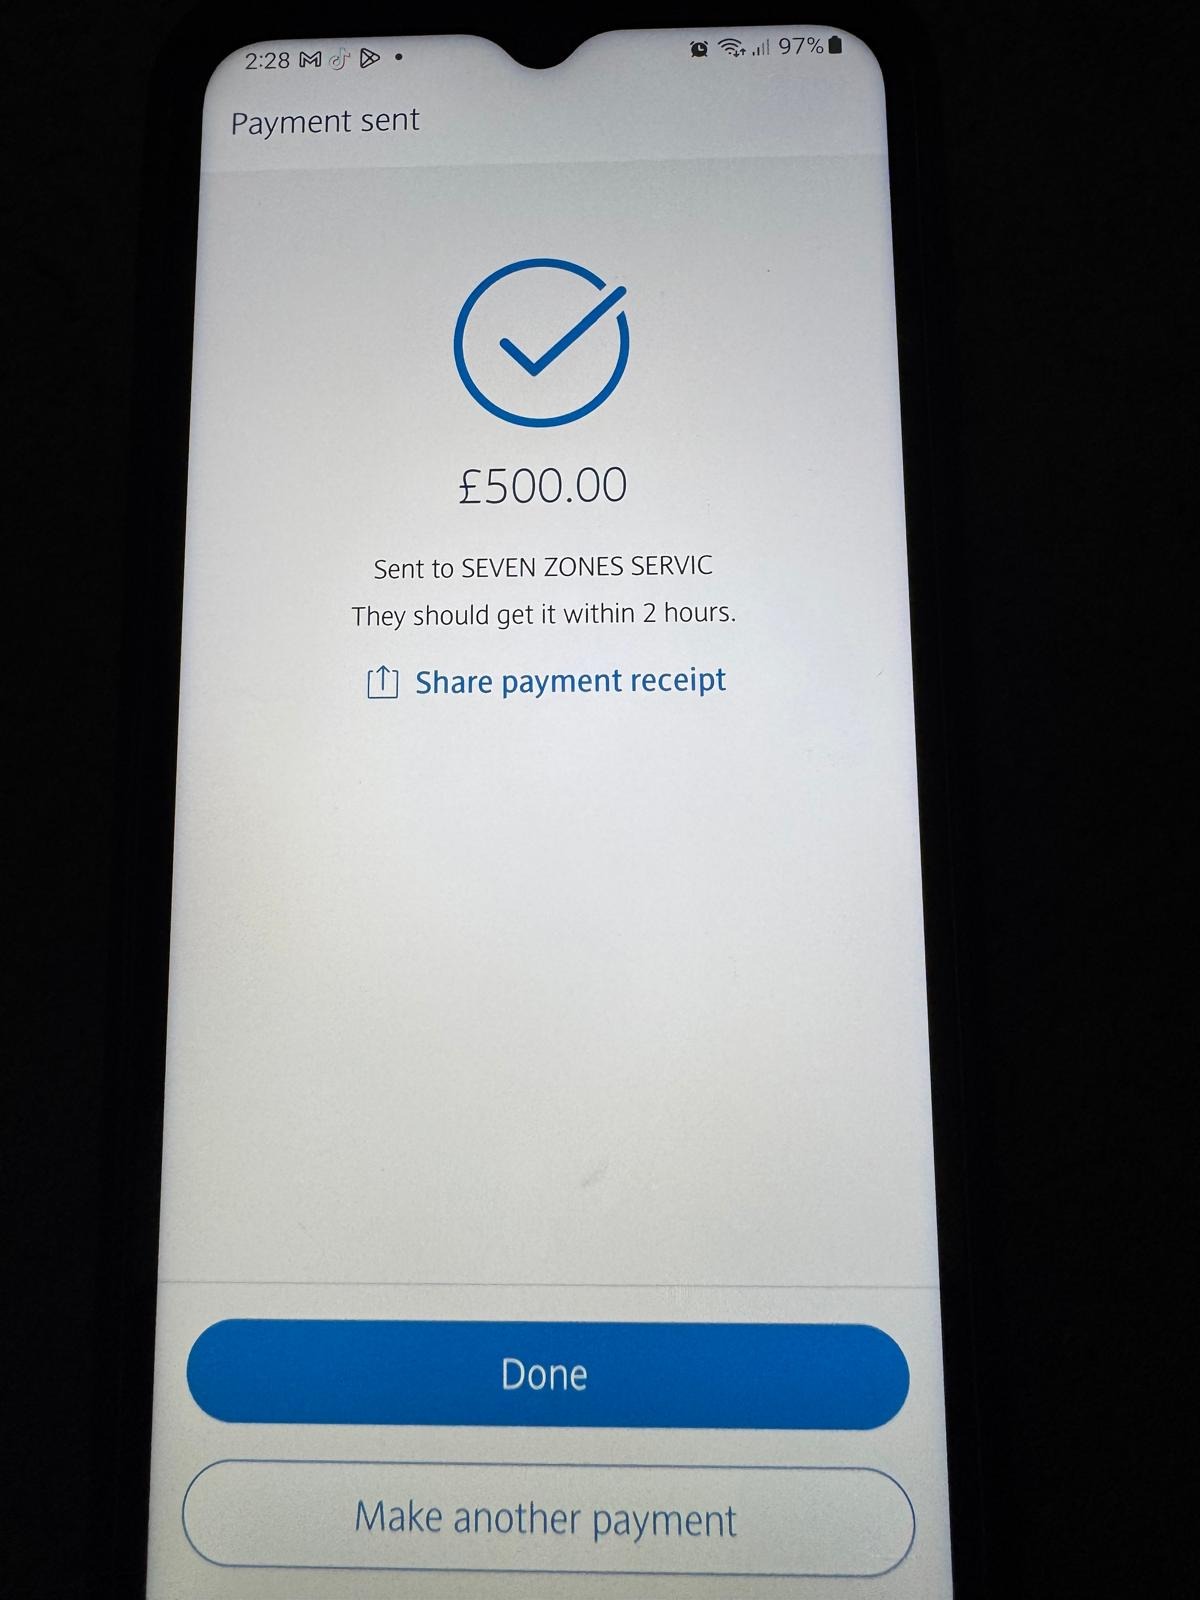 2:28 97%
Payment sent
£500.00
Sent to SEVEN ZONES SERVIC
They should get it within 2 hours.
Share payment receipt
Done
Make another payment